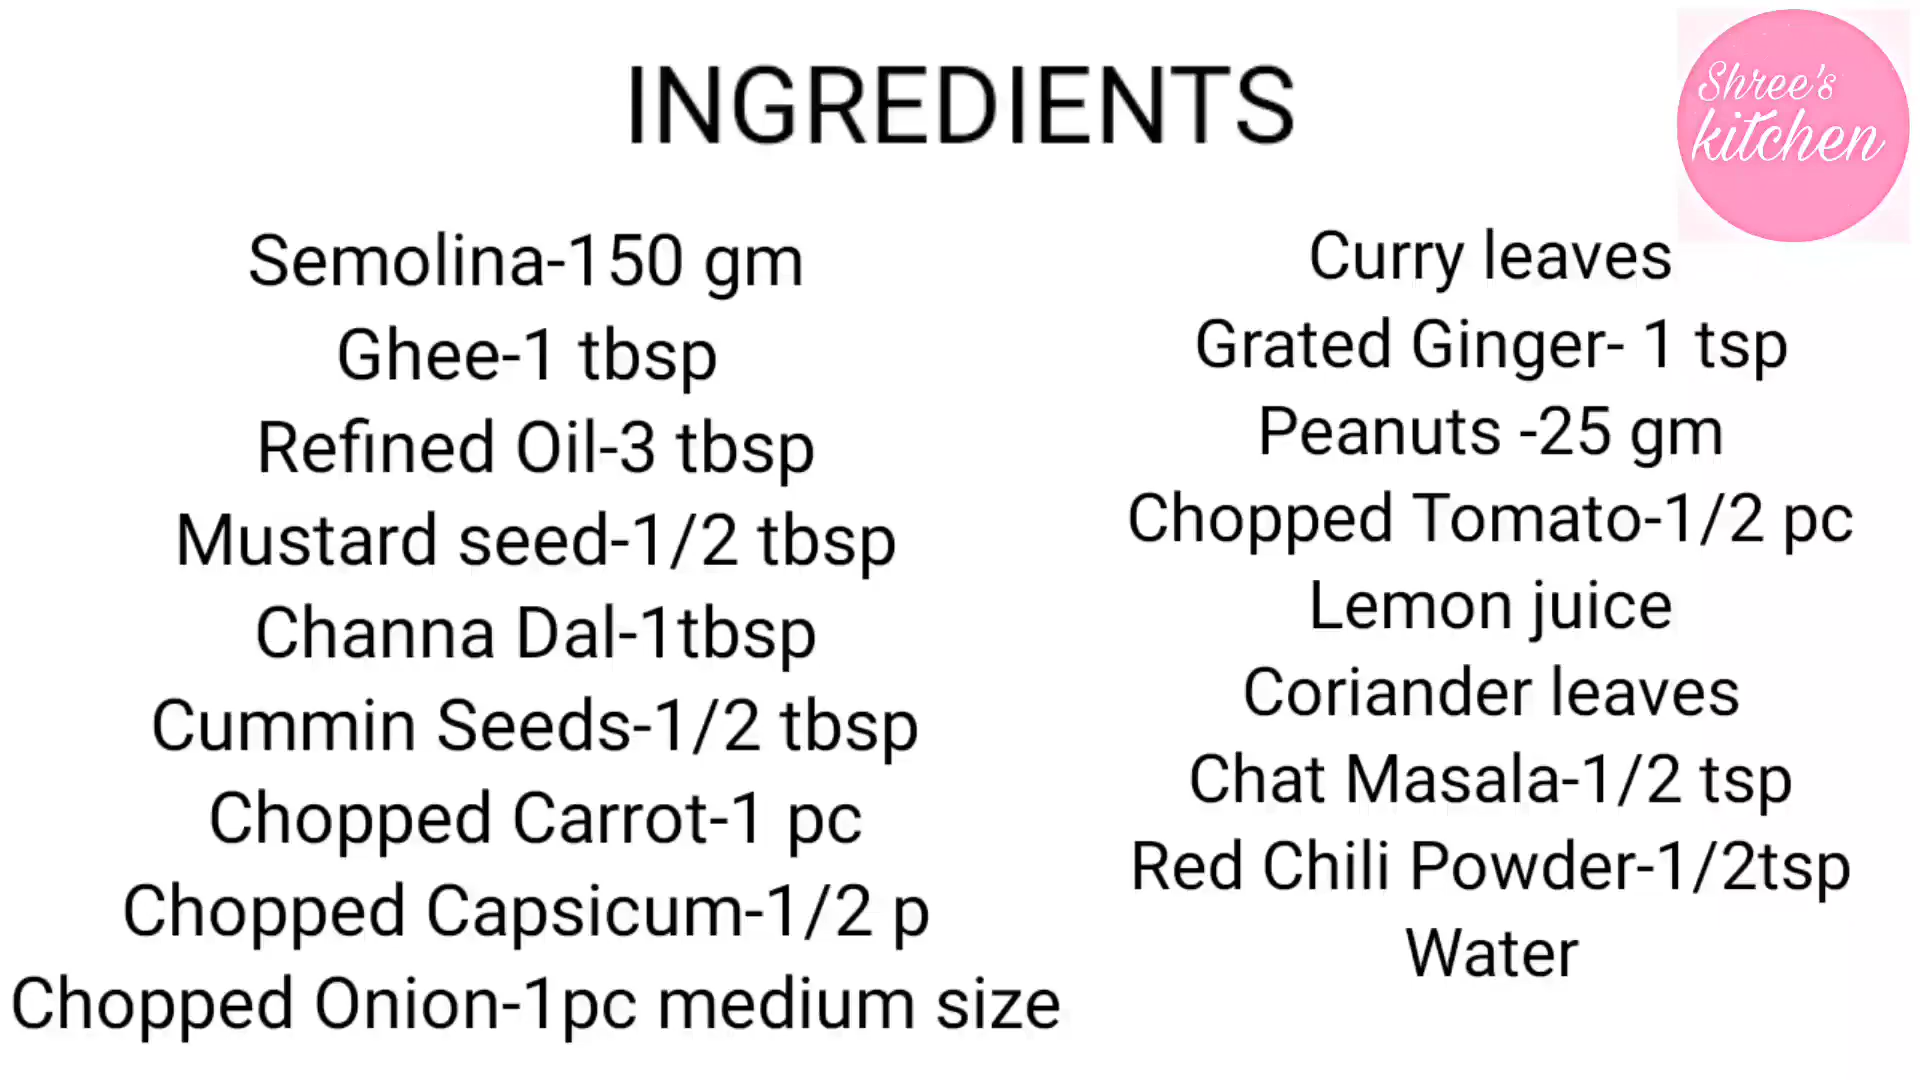 INGREDIENTS
Shree's
kitchen
Semolina-150 gm
Ghee-1 tbsp
Refined Oil-3 tbsp
Mustard seed-1/2 tbsp
Channa Dal-1tbsp
Cummin Seeds-1/2 tbsp
Chopped Carrot-1 pc
Chopped Capsicum-1/2 p
Chopped Onion-1pc medium size
Curry leaves
Grated Ginger- 1 tsp
Peanuts -25 gm
Chopped Tomato-1/2 pc
Lemon juice
Coriander leaves
Chat Masala-1/2 tsp
Red Chili Powder-1/2tsp
Water